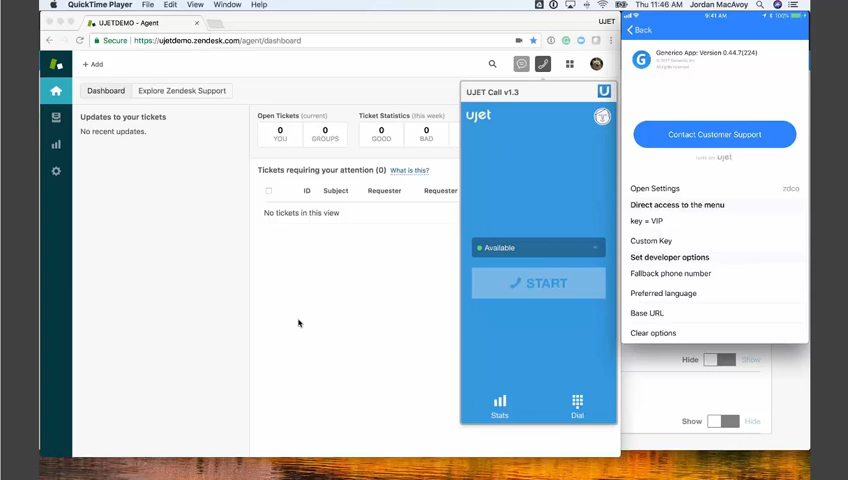 QuickTime Player File Edit View Window Help
Thu 11:46 AM Jordan MacAvoy
UJETDEMO - Agent
UJET
Secure https://ujetdemo.zendesk.com/agent/dashboard
+ Add
Dashboard Explore Zendesk Support
Updates to your tickets
No recent updates.
Open Tickets (current) Ticket Statistics (this week)
0 0 0 0
YOU GROUPS GOOD BAD
Tickets requiring your attention (0) What is this?
ID Subject Requester Requester
No tickets in this view
UJET Call v1.3
U
ujet
Available
START
Stats Dial
9:41 AM 100%
Back
G
Generico App: Version 0.44.7(224)
Contact Customer Support
ujet
Open Settings zdco
Direct access to the menu
key = VIP
Custom Key
Set developer options
Fallback phone number
Preferred language
Base URL
Clear options
Hide Show
Show Hide